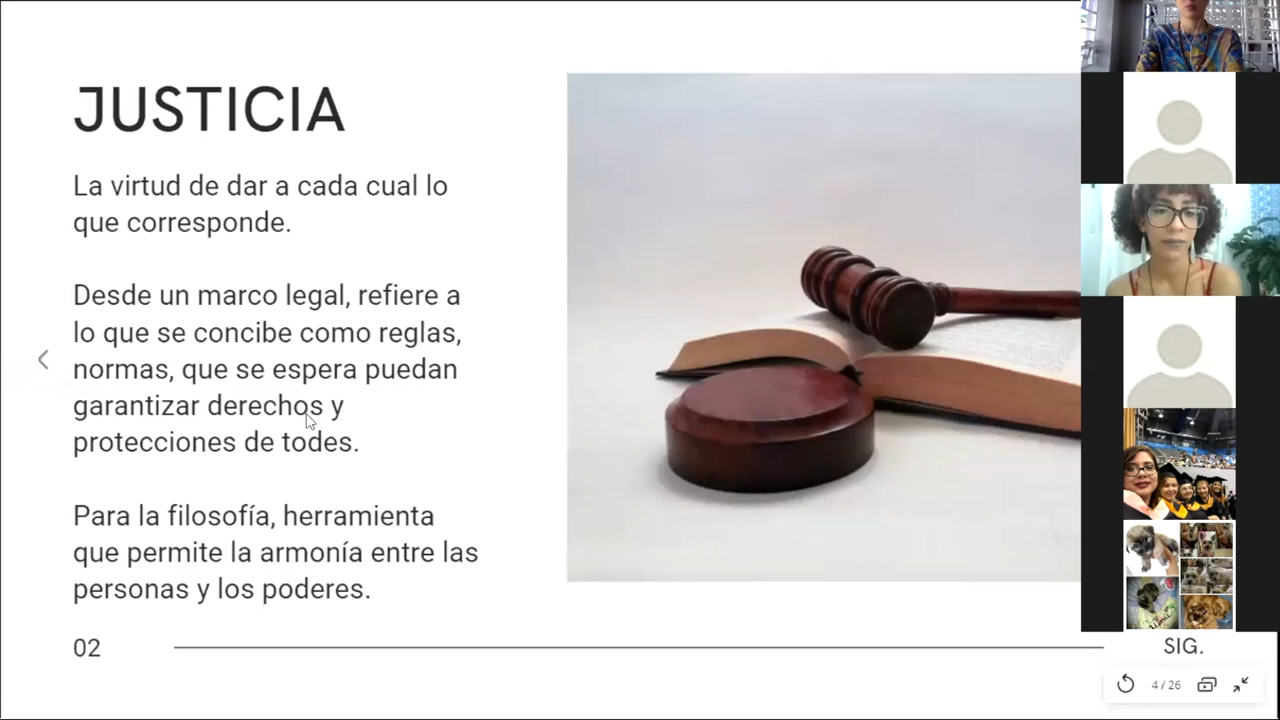 JUSTICIA
La virtud de dar a cada cual lo
que corresponde.
Desde un marco legal, refiere a
lo que se concibe como reglas,
normas, que se espera puedan
garantizar derechos y
protecciones de todes.
Para la filosofía, herramienta
que permite la armonía entre las
personas y los poderes.
02
SIG.
4 / 26